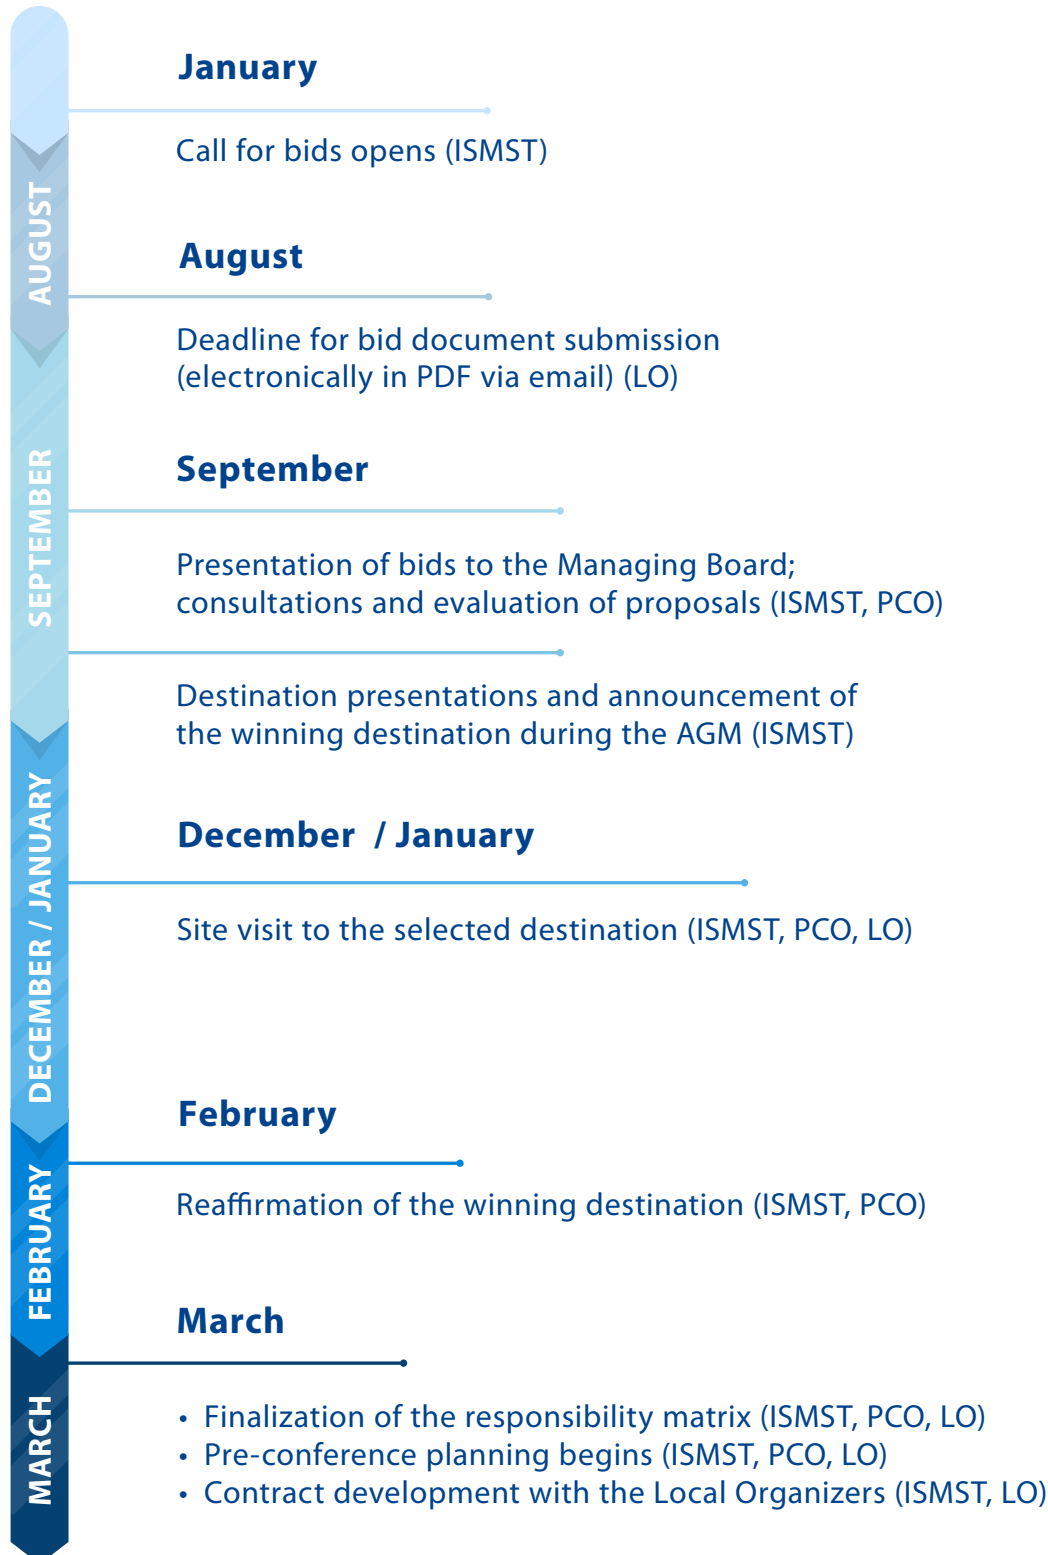 January
Call for bids opens (ISMST)
AUGUST
August
Deadline for bid document submission
(electronically in PDF via email) (LO)
SEPTEMBER
September
Presentation of bids to the Managing Board;
consultations and evaluation of proposals (ISMST, PCO)
Destination presentations and announcement of
the winning destination during the AGM (ISMST)
DECEMBER / JANUARY
December / January
Site visit to the selected destination (ISMST, PCO, LO)
FEBRUARY
February
Reaffirmation of the winning destination (ISMST, PCO)
MARCH
March
• Finalization of the responsibility matrix (ISMST, PCO, LO)
• Pre-conference planning begins (ISMST, PCO, LO)
• Contract development with the Local Organizers (ISMST, LO)